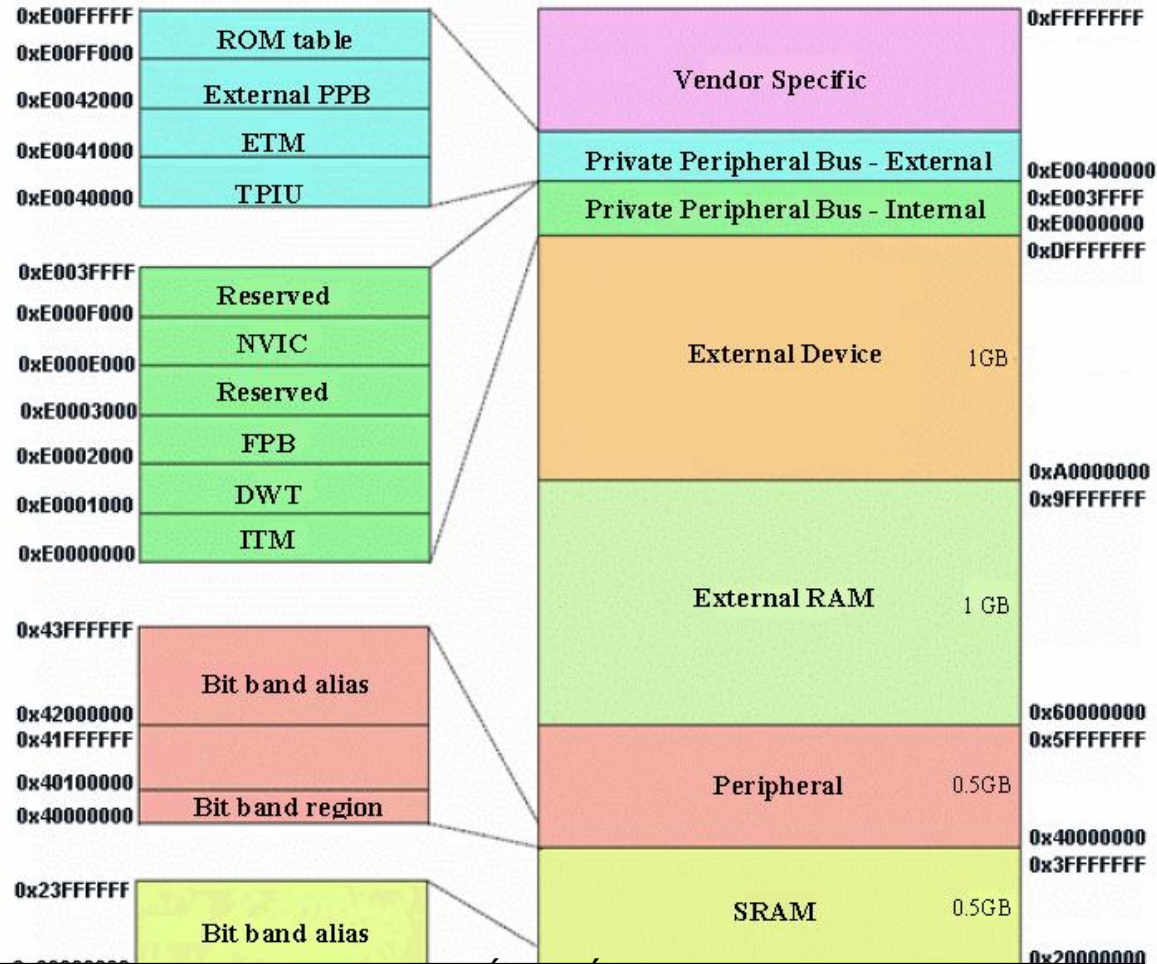 0xE00FFFFF
ROM table
0xE00FF000
External PPB
0xE0042000
ETM
0xE0041000
TPIU
0xE0040000
0xE003FFFF
Reserved
0xE000F000
NVIC
0xE000E000
Reserved
0xE0003000
FPB
0xE0002000
DWT
0xE0001000
ITM
0xE0000000
0x43FFFFFF
Bit band alias
0x42000000
0x41FFFFFF
0x40100000
Bit band region
0x40000000
0x23FFFFFF
Bit band alias
0xFFFFFFFF
Vendor Specific
Private Peripheral Bus - External
0xE00400000
0xE003FFFF
Private Peripheral Bus - Internal
0xE0000000
0xDFFFFFFF
External Device 1GB
0xA0000000
0x9FFFFFFF
External RAM 1 GB
0x60000000
0x5FFFFFFF
Peripheral 0.5GB
0x40000000
0x3FFFFFFF
SRAM 0.5GB
0x20000000